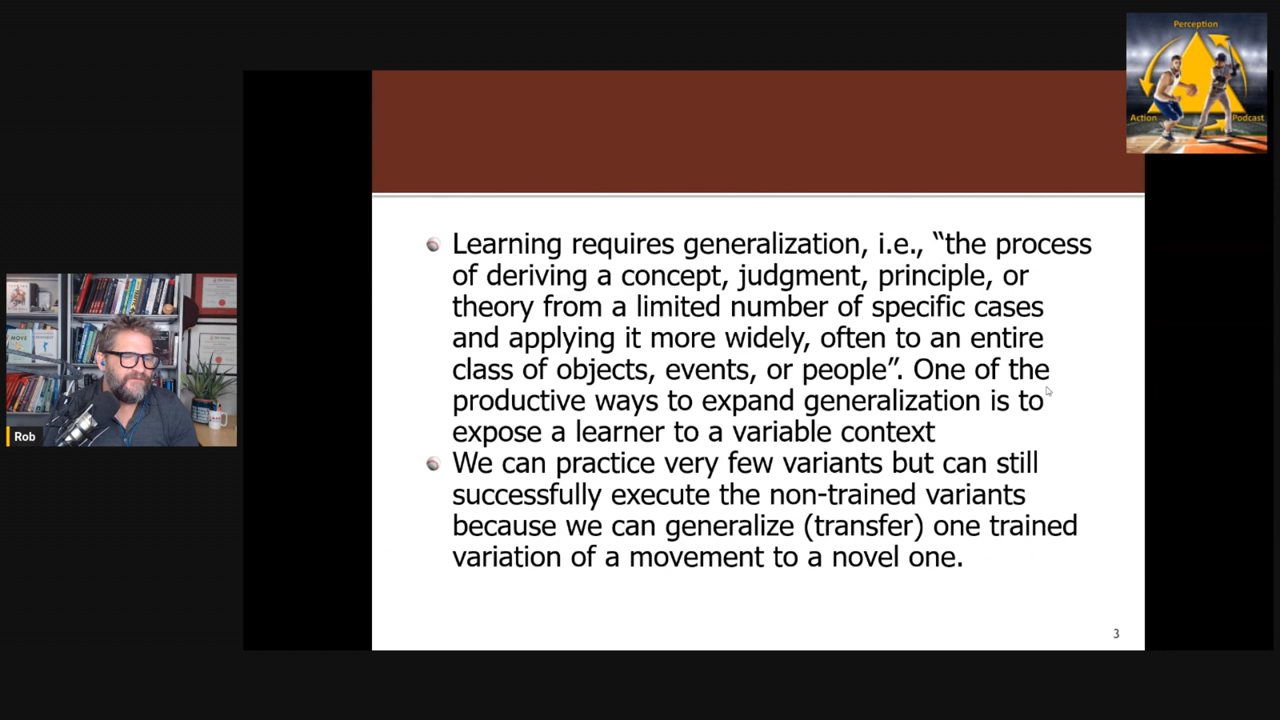 Perception
Action
Podcast
Learning requires generalization, i.e., “the process
of deriving a concept, judgment, principle, or
theory from a limited number of specific cases
and applying it more widely, often to an entire
class of objects, events, or people”. One of the
productive ways to expand generalization is to
expose a learner to a variable context
We can practice very few variants but can still
successfully execute the non-trained variants
because we can generalize (transfer) one trained
variation of a movement to a novel one.
3
MOVE
Rob